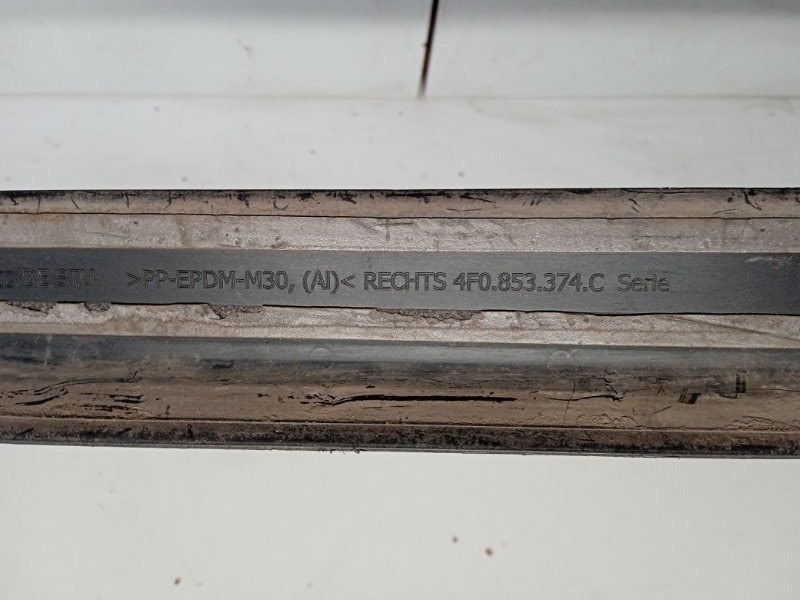 >PP-EPDM-M30, (Al)< RECHTS 4F0.853.374.C Serie